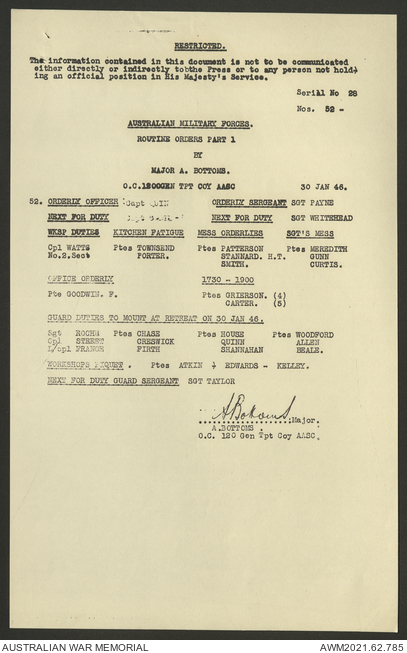 RESTRICTED.
The information contained in this document is not to be communicated
either directly or indirectly tobthe Press or to any person not hold-
ing an official position in His Majesty's Service.
Serial No 28
Nos. 52 -
AUSTRALIAN MILITARY FORCES.
ROUTINE ORDERS PART 1
BY
MAJOR A. BOTTOMS.
O.C.1200GEN TPT COY AASC 30 JAN 46.
52. ORDERLY OFFICER Capt QUIN ORDERLY SERGEANT SGT PAYNE
NEXT FOR DUTY Capt NEXT FOR DUTY SGT WHITEHEAD
WKSP DUTIES KITCHEN FATIGUE MESS ORDERLIES SGT'S MESS
Cpl WATTS Ptes TOWNSEND Ptes PATTERSON Ptes MEREDITH
No.2.Sect PORTER. STANNARD. H.T. GUNN
SMITH. CURTIS.
OFFICE ORDERLY 1730 - 1900
Pte GOODWIN. F. Ptes GRIERSON. (4)
CARTER. (5)
GUARD DUTIES TO MOUNT AT RETREAT ON 30 JAN 46.
Sgt ROCHE Ptes CHASE Ptes HOUSE Ptes WOODFORD
Cpl STREET CRESWICK QUINN ALLEN
L/cpl FRANCH FIRTH SHANNAHAN BEALE.
WORKSHOPS PIQUET . Ptes ATKIN - EDWARDS - KELLEY.
NEXT FOR DUTY GUARD SERGEANT SGT TAYLOR
ABottoms
Major.
A.BOTTOMS .
O.C. 120 Gen Tpt Coy AASC.
AUSTRALIAN WAR MEMORIAL AWM2021.62.785